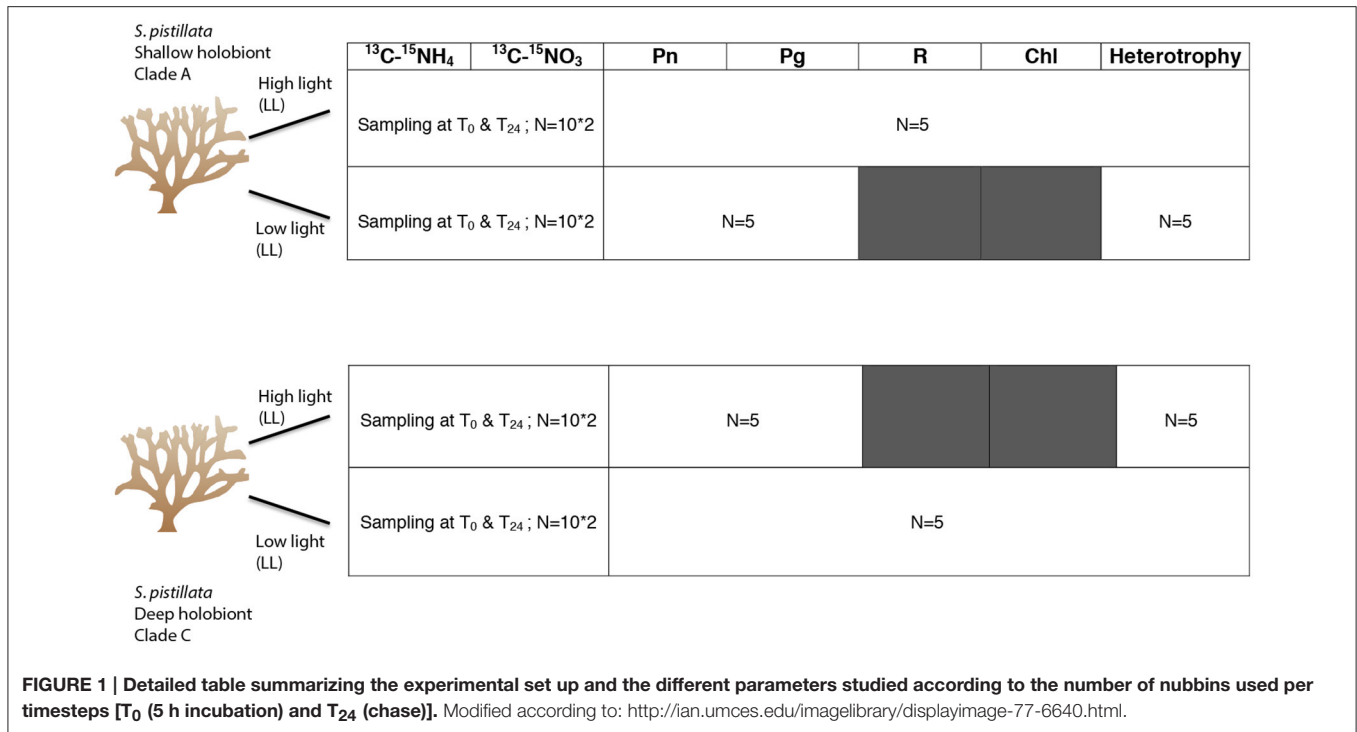 S. pistillata
Shallow holobiont
Clade A
High light
(LL)
Low light
(LL)
¹³C-¹⁵NH₄ ¹³C-¹⁵NO₃ Pn Pg R Chl Heterotrophy
Sampling at T₀ & T₂₄ ; N=10*2 N=5
Sampling at T₀ & T₂₄ ; N=10*2 N=5 N=5
High light
(LL)
Low light
(LL)
Sampling at T₀ & T₂₄ ; N=10*2 N=5 N=5
Sampling at T₀ & T₂₄ ; N=10*2 N=5
S. pistillata
Deep holobiont
Clade C
FIGURE 1 | Detailed table summarizing the experimental set up and the different parameters studied according to the number of nubbins used per
timesteps [T₀ (5 h incubation) and T₂₄ (chase)]. Modified according to: http://ian.umces.edu/imagelibrary/displayimage-77-6640.html.